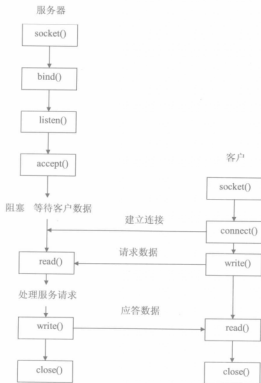 服务器
socket()
bind()
listen()
accept()
客户
阻塞 等待客户数据
socket()
建立连接
connect()
请求数据
read()
write()
处理服务请求
应答数据
write()
read()
close()
close()